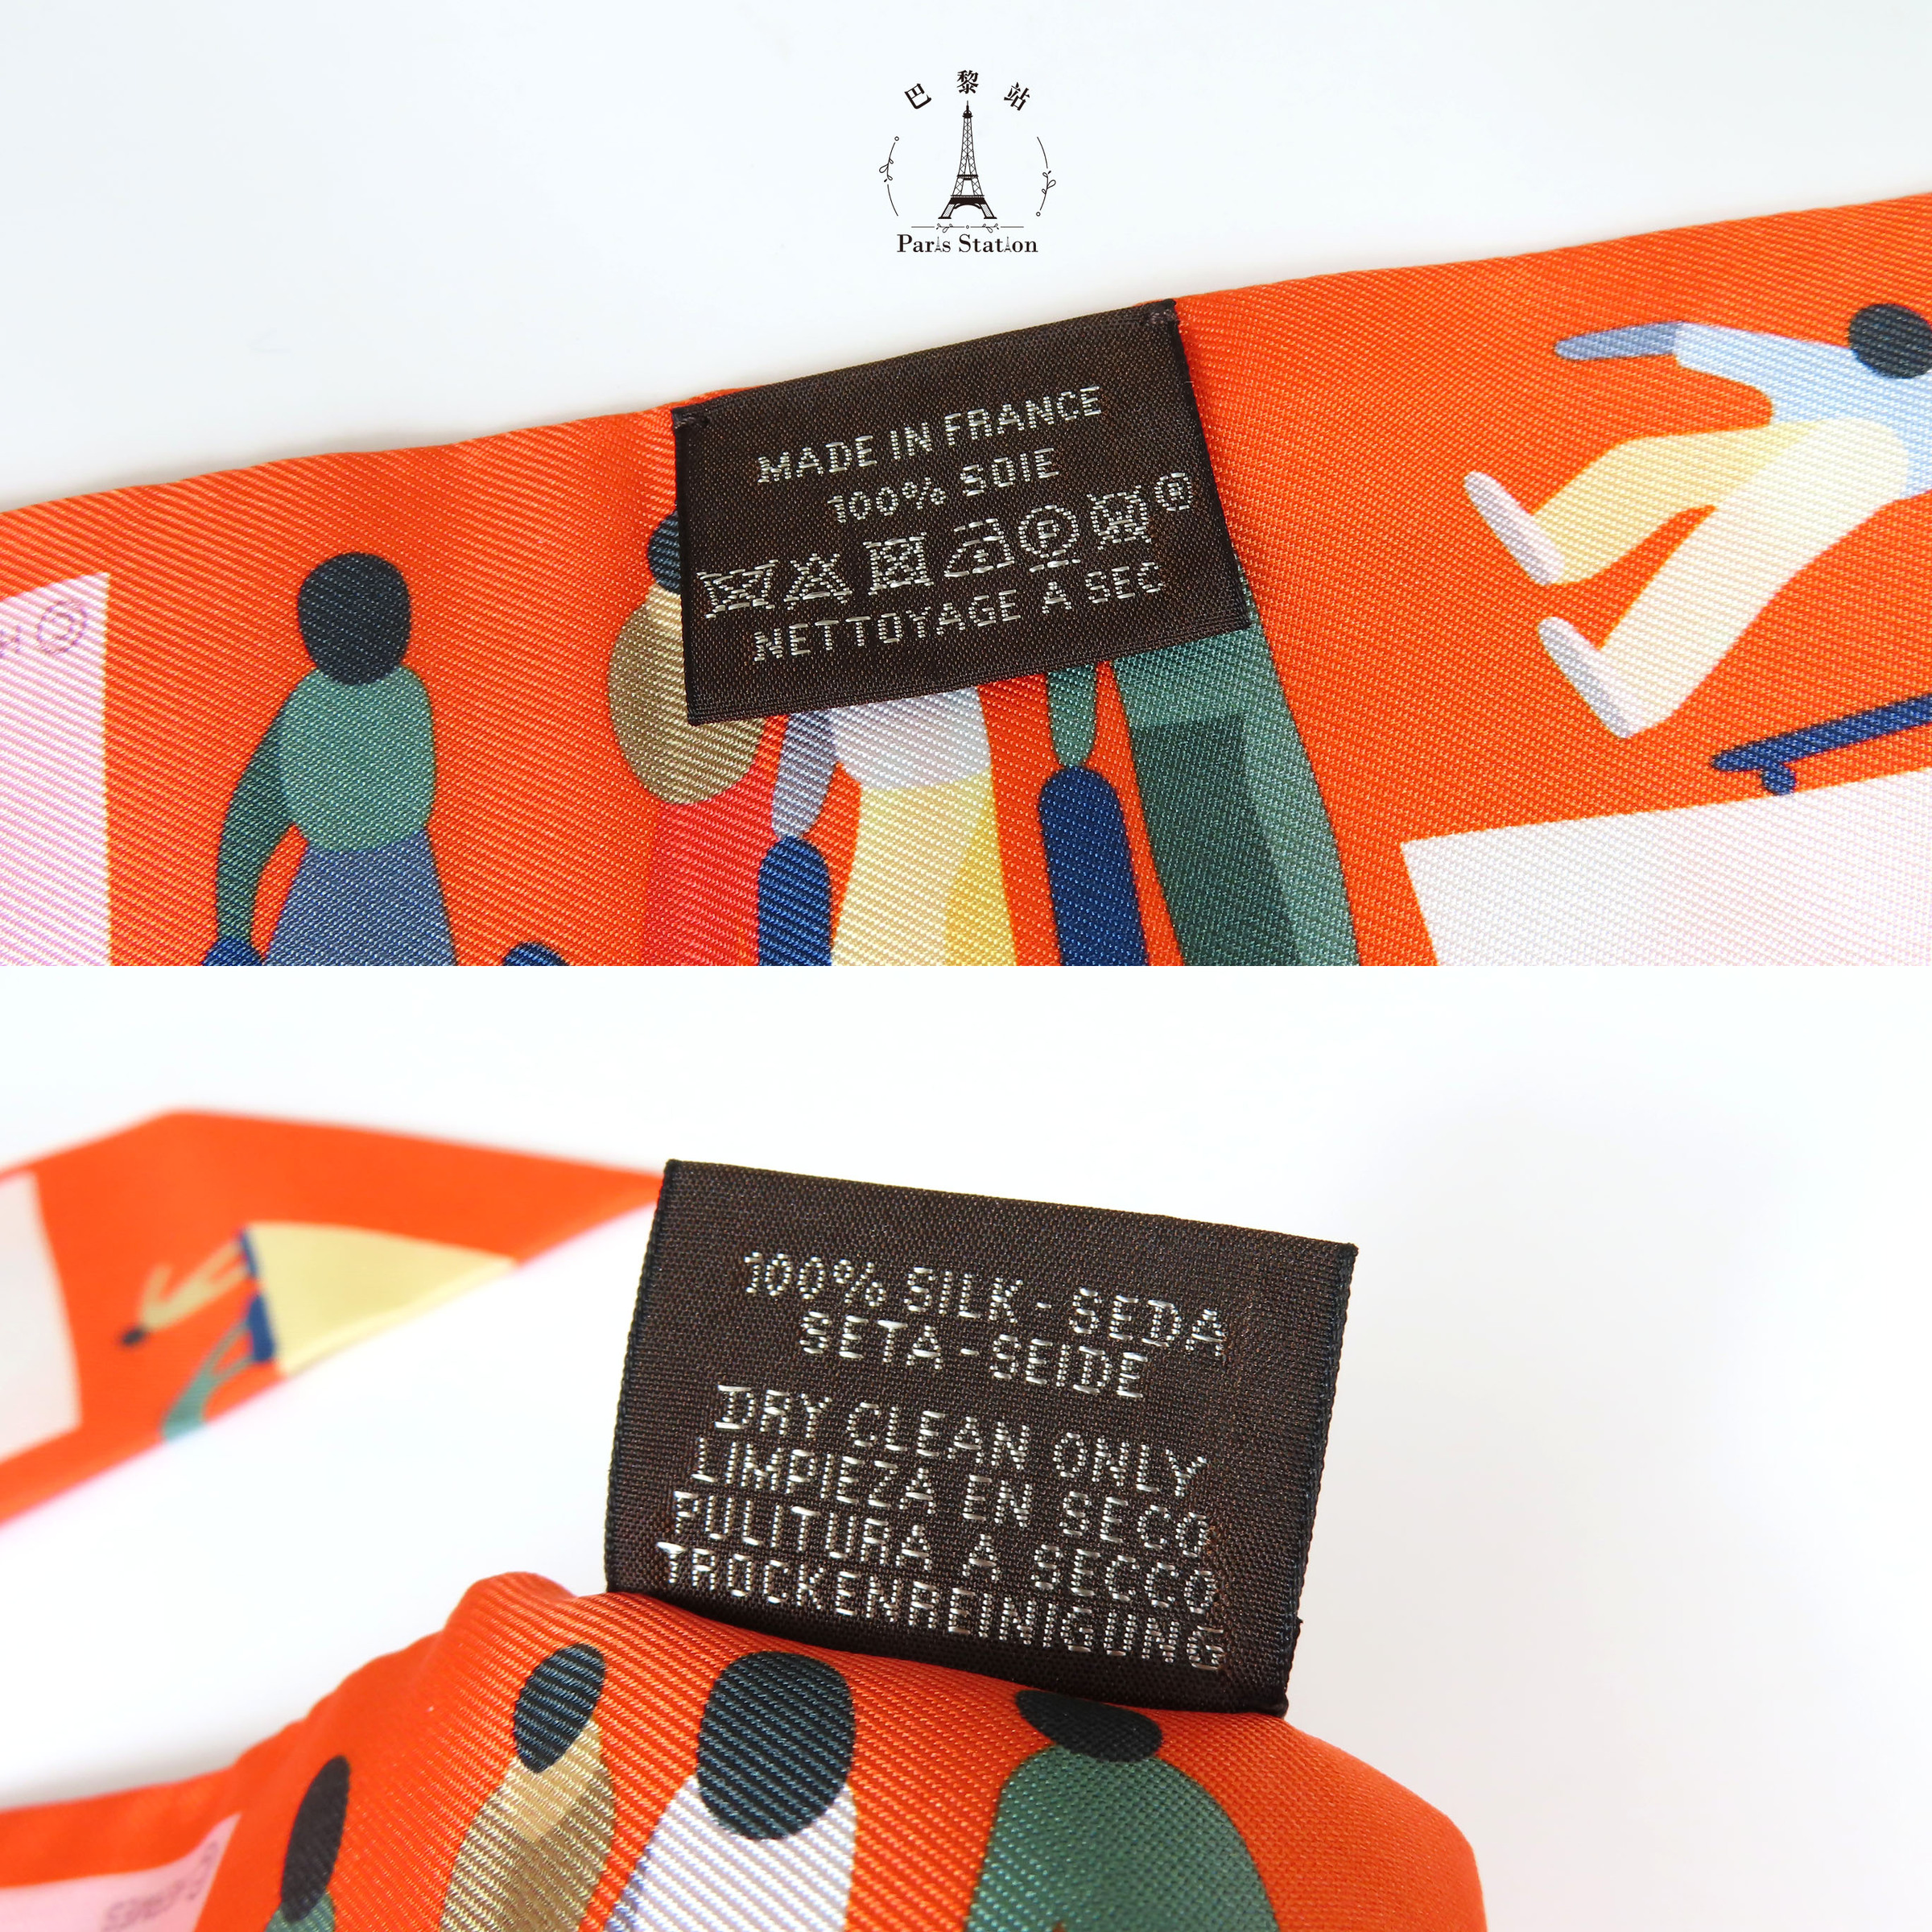 巴黎站
Paris Station
MADE IN FRANCE
100% SOIE
P
®
NETTOYAGE A SEC
©
100% SILK - SEDA
SETA - SEIDE
DRY CLEAN ONLY
LIMPIEZA EN SECO
PULITURA A SECCO
TROCKENREINIGUNG